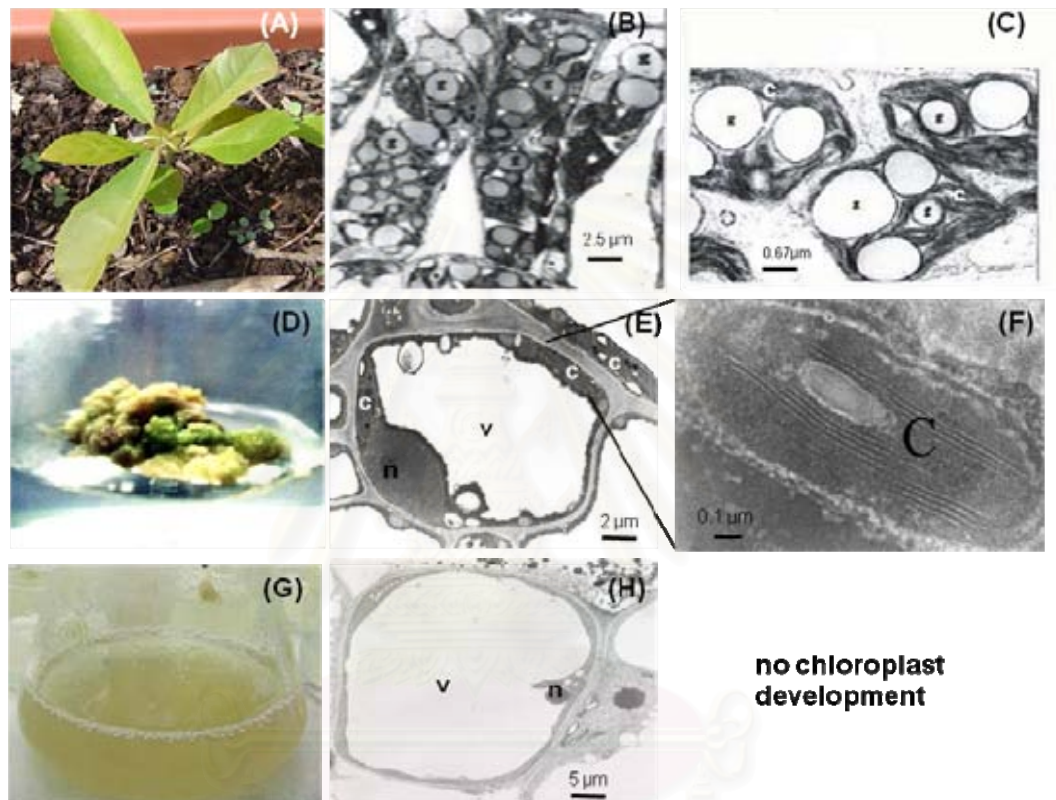 (A)
(B)
g
g
g
g
g
2.5 µm
(C)
c
g
g
c
g
g
0.67µm
(D)
(E)
c
c
c
v
n
2 µm
(F)
C
0.1 µm
(G)
(H)
v
n
5 µm
no chloroplast
development